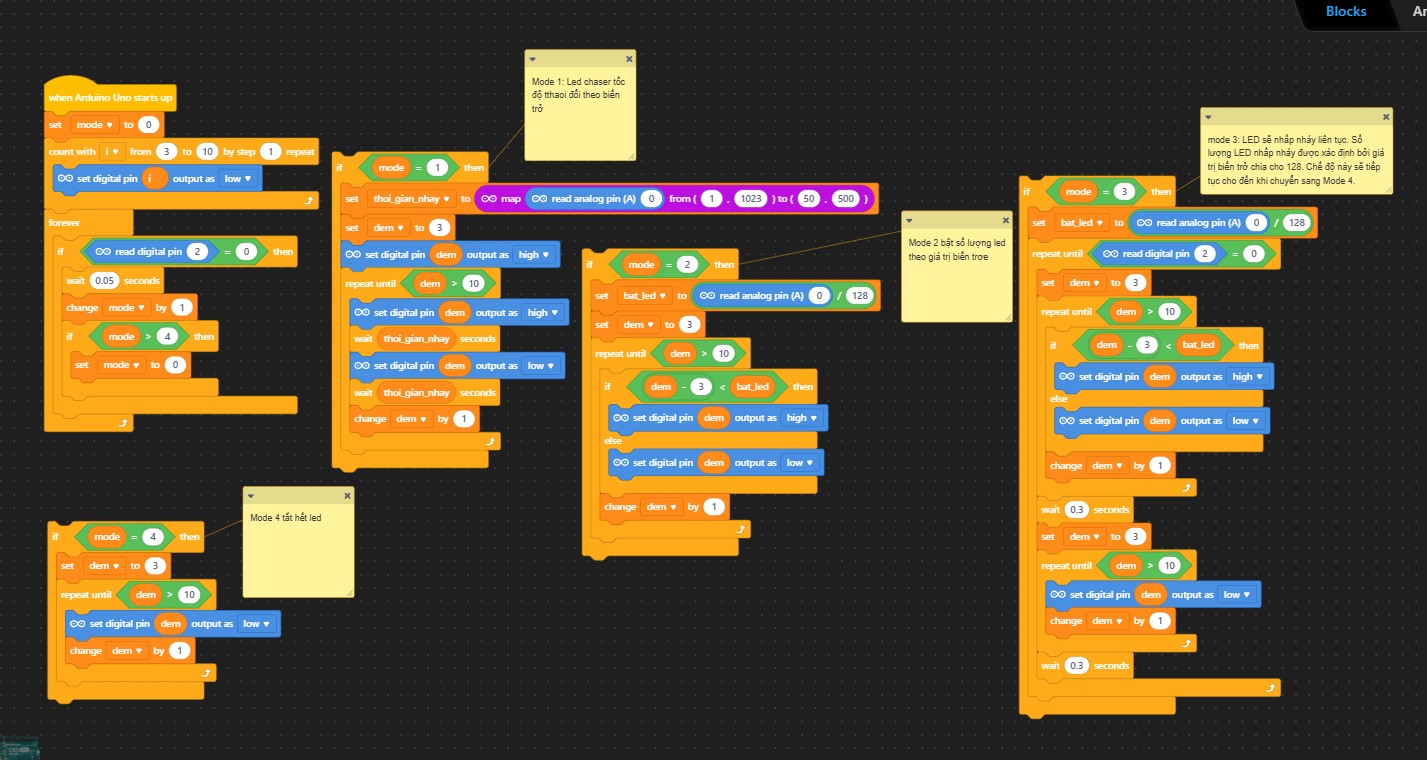 Blocks
Ar
when Arduino Uno starts up
set mode to 0
count with i from 3 to 10 by step 1 repeat
set digital pin i output as low
forever
if read digital pin 2 = 0 then
wait 0.05 seconds
change mode by 1
if mode > 4 then
set mode to 0
Mode 1: Led chaser tốc
độ tthaoi đổi theo biến
trở
if mode = 1 then
set thoi_gian_nhay to map read analog pin (A) 0 from ( 1 , 1023 ) to ( 50 , 500 )
set dem to 3
set digital pin dem output as high
repeat until dem > 10
set digital pin dem output as high
wait thoi_gian_nhay seconds
set digital pin dem output as low
wait thoi_gian_nhay seconds
change dem by 1
Mode 2 bật số lượng led
theo giá trị biến trơe
if mode = 2 then
set bat_led to read analog pin (A) 0 / 128
set dem to 3
repeat until dem > 10
if dem - 3 < bat_led then
set digital pin dem output as high
else
set digital pin dem output as low
change dem by 1
mode 3: LED sẽ nhấp nháy liên tục. Số
lượng LED nhấp nháy được xác định bởi giá
trị biến trở chia cho 128. Chế độ này sẽ tiếp
tục cho đến khi chuyển sang Mode 4.
if mode = 3 then
set bat_led to read analog pin (A) 0 / 128
repeat until read digital pin 2 = 0
set dem to 3
repeat until dem > 10
if dem - 3 < bat_led then
set digital pin dem output as high
else
set digital pin dem output as low
change dem by 1
wait 0.3 seconds
set dem to 3
repeat until dem > 10
set digital pin dem output as low
change dem by 1
wait 0.3 seconds
Mode 4 tắt hết led
if mode = 4 then
set dem to 3
repeat until dem > 10
set digital pin dem output as low
change dem by 1